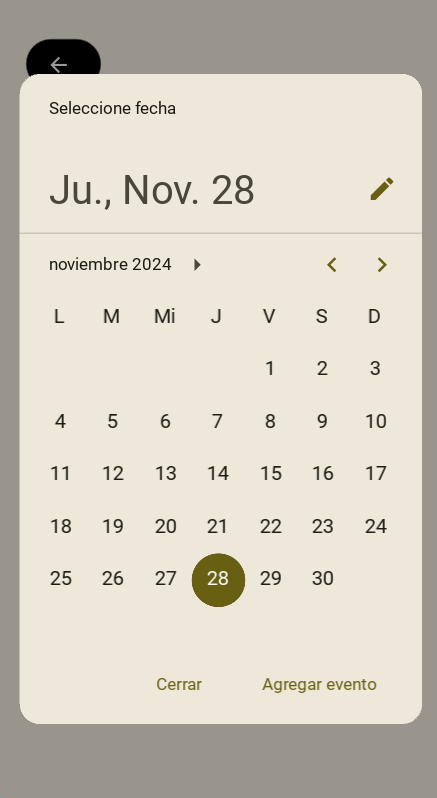 Seleccione fecha
Ju., Nov. 28
noviembre 2024
L M Mi J V S D
1 2 3
4 5 6 7 8 9 10
11 12 13 14 15 16 17
18 19 20 21 22 23 24
25 26 27 28 29 30
Cerrar Agregar evento